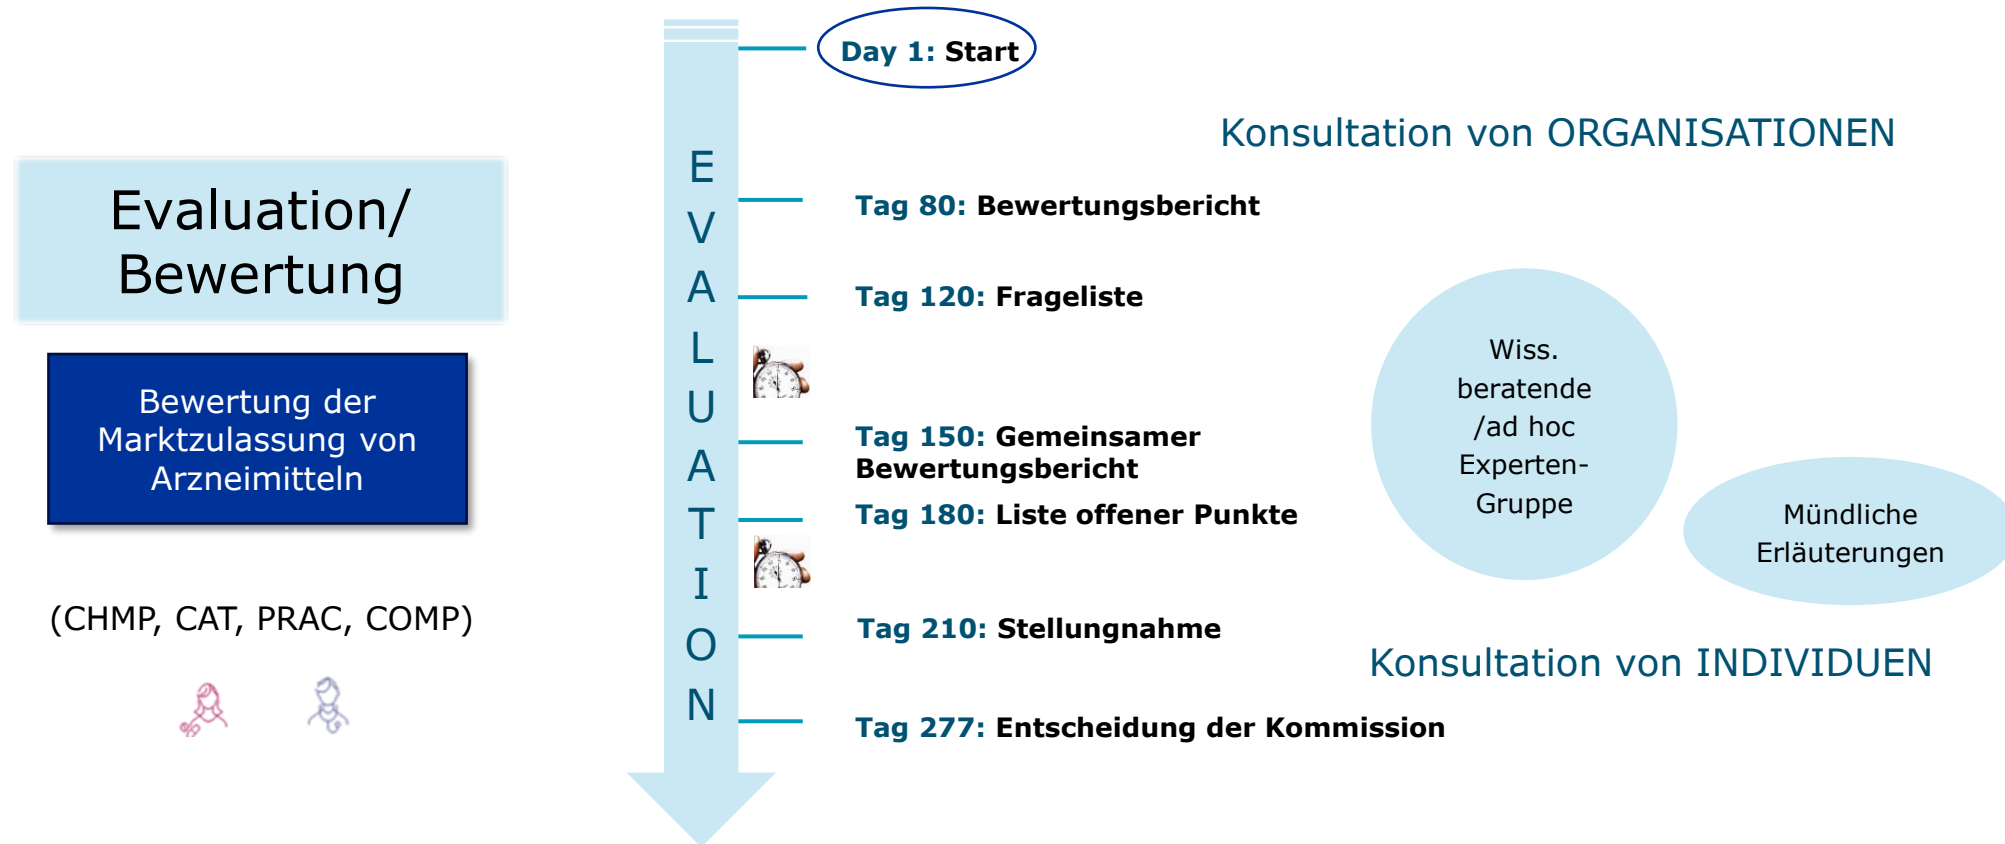 Evaluation/
Bewertung
Bewertung der
Marktzulassung von
Arzneimitteln
(CHMP, CAT, PRAC, COMP)
E
V
A
L
U
A
T
I
O
N
Day 1: Start
Tag 80: Bewertungsbericht
Tag 120: Frageliste
Tag 150: Gemeinsamer
Bewertungsbericht
Tag 180: Liste offener Punkte
Tag 210: Stellungnahme
Tag 277: Entscheidung der Kommission
Konsultation von ORGANISATIONEN
Wiss.
beratende
/ad hoc
Experten-
Gruppe
Mündliche
Erläuterungen
Konsultation von INDIVIDUEN